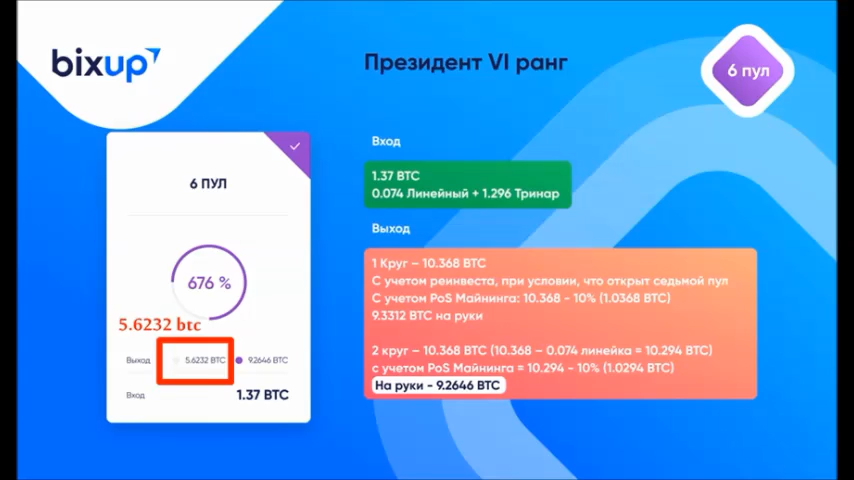 bixup
Президент VI ранг
6 пул
6 ПУЛ
676 %
5.6232 btc
Выход 5.6232 BTC 9.2646 BTC
Вход 1.37 BTC
Вход
1.37 BTC
0.074 Линейный + 1.296 Тринар
Выход
1 Круг – 10.368 BTC
С учетом реинвеста, при условии, что открыт седьмой пул
С учетом PoS Майнинга: 10.368 - 10% (1.0368 BTC)
9.3312 BTC на руки
2 круг – 10.368 BTC (10.368 – 0.074 линейка = 10.294 BTC)
с учетом PoS Майнинга = 10.294 - 10% (1.0294 BTC)
На руки - 9.2646 BTC